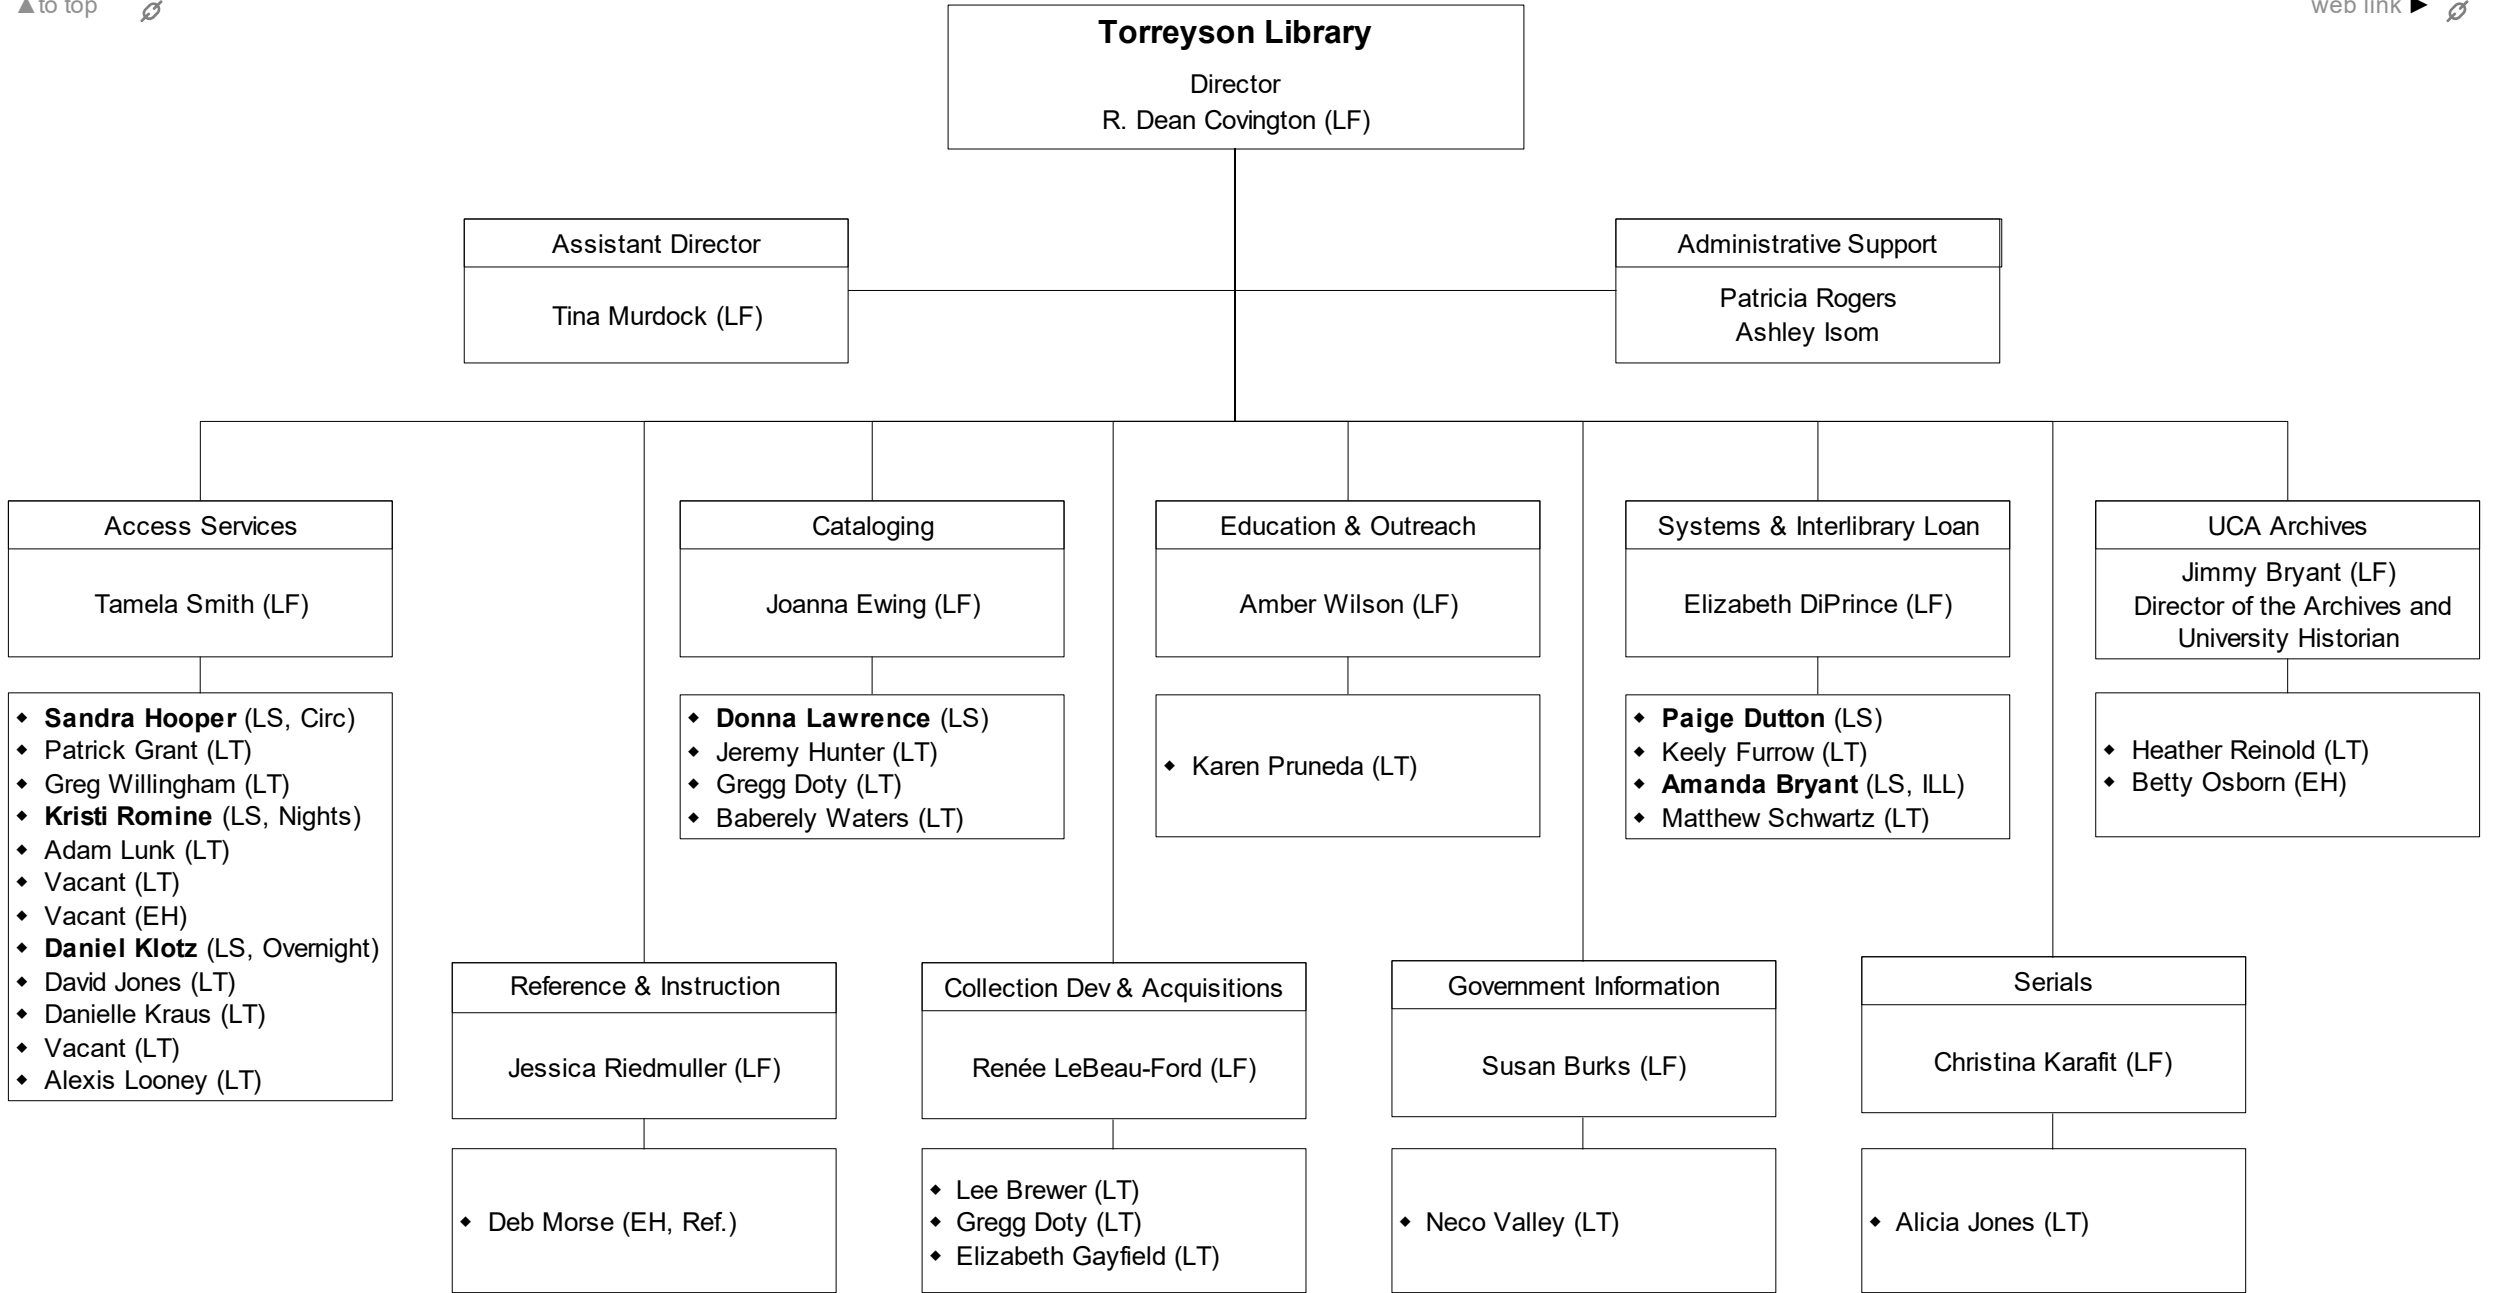 ▲to top
web link ►
Torreyson Library
Director
R. Dean Covington (LF)
Assistant Director
Tina Murdock (LF)
Administrative Support
Patricia Rogers
Ashley Isom
Access Services
Tamela Smith (LF)
◆ Sandra Hooper (LS, Circ)
◆ Patrick Grant (LT)
◆ Greg Willingham (LT)
◆ Kristi Romine (LS, Nights)
◆ Adam Lunk (LT)
◆ Vacant (LT)
◆ Vacant (EH)
◆ Daniel Klotz (LS, Overnight)
◆ David Jones (LT)
◆ Danielle Kraus (LT)
◆ Vacant (LT)
◆ Alexis Looney (LT)
Cataloging
Joanna Ewing (LF)
◆ Donna Lawrence (LS)
◆ Jeremy Hunter (LT)
◆ Gregg Doty (LT)
◆ Baberely Waters (LT)
Education & Outreach
Amber Wilson (LF)
◆ Karen Pruneda (LT)
Systems & Interlibrary Loan
Elizabeth DiPrince (LF)
◆ Paige Dutton (LS)
◆ Keely Furrow (LT)
◆ Amanda Bryant (LS, ILL)
◆ Matthew Schwartz (LT)
UCA Archives
Jimmy Bryant (LF)
Director of the Archives and
University Historian
◆ Heather Reinold (LT)
◆ Betty Osborn (EH)
Reference & Instruction
Jessica Riedmuller (LF)
◆ Deb Morse (EH, Ref.)
Collection Dev & Acquisitions
Renée LeBeau-Ford (LF)
◆ Lee Brewer (LT)
◆ Gregg Doty (LT)
◆ Elizabeth Gayfield (LT)
Government Information
Susan Burks (LF)
◆ Neco Valley (LT)
Serials
Christina Karafit (LF)
◆ Alicia Jones (LT)